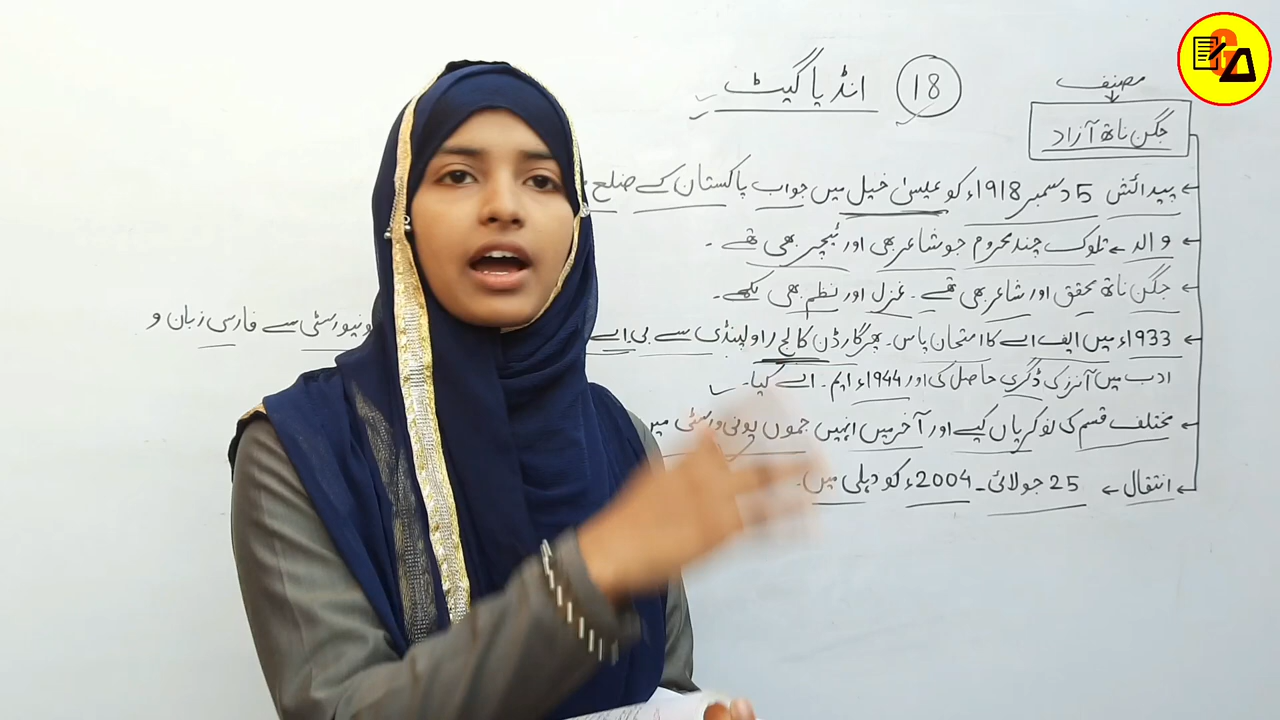 18 انڈیا گیٹ
مصنف
جگن ناتھ آزاد
پیدائش 5 دسمبر 1918ء کو عیسیٰ خیل میں جو اب پاکستان کے ضلع
والد ← تلوک چند محروم جو شاعر بھی اور ٹیچر بھی تھے ۔
جگن ناتھ محقق اور شاعر بھی تھے ۔ غزل اور نظم بھی لکھے ۔
1933ء میں ایف اے کا امتحان پاس ۔ پھر گارڈن کالج راولپنڈی سے بی اے ونیورسٹی سے فارسی زبان و
ادب میں آنرز کی ڈگری حاصل کی اور 1944ء ایم ۔ اے کیا ۔
مختلف قسم کی نوکریاں کیے اور آخر میں انہیں جموں یونیورسٹی میں
انتقال ← 25 جولائی ۔ 2004ء کو دہلی میں ۔